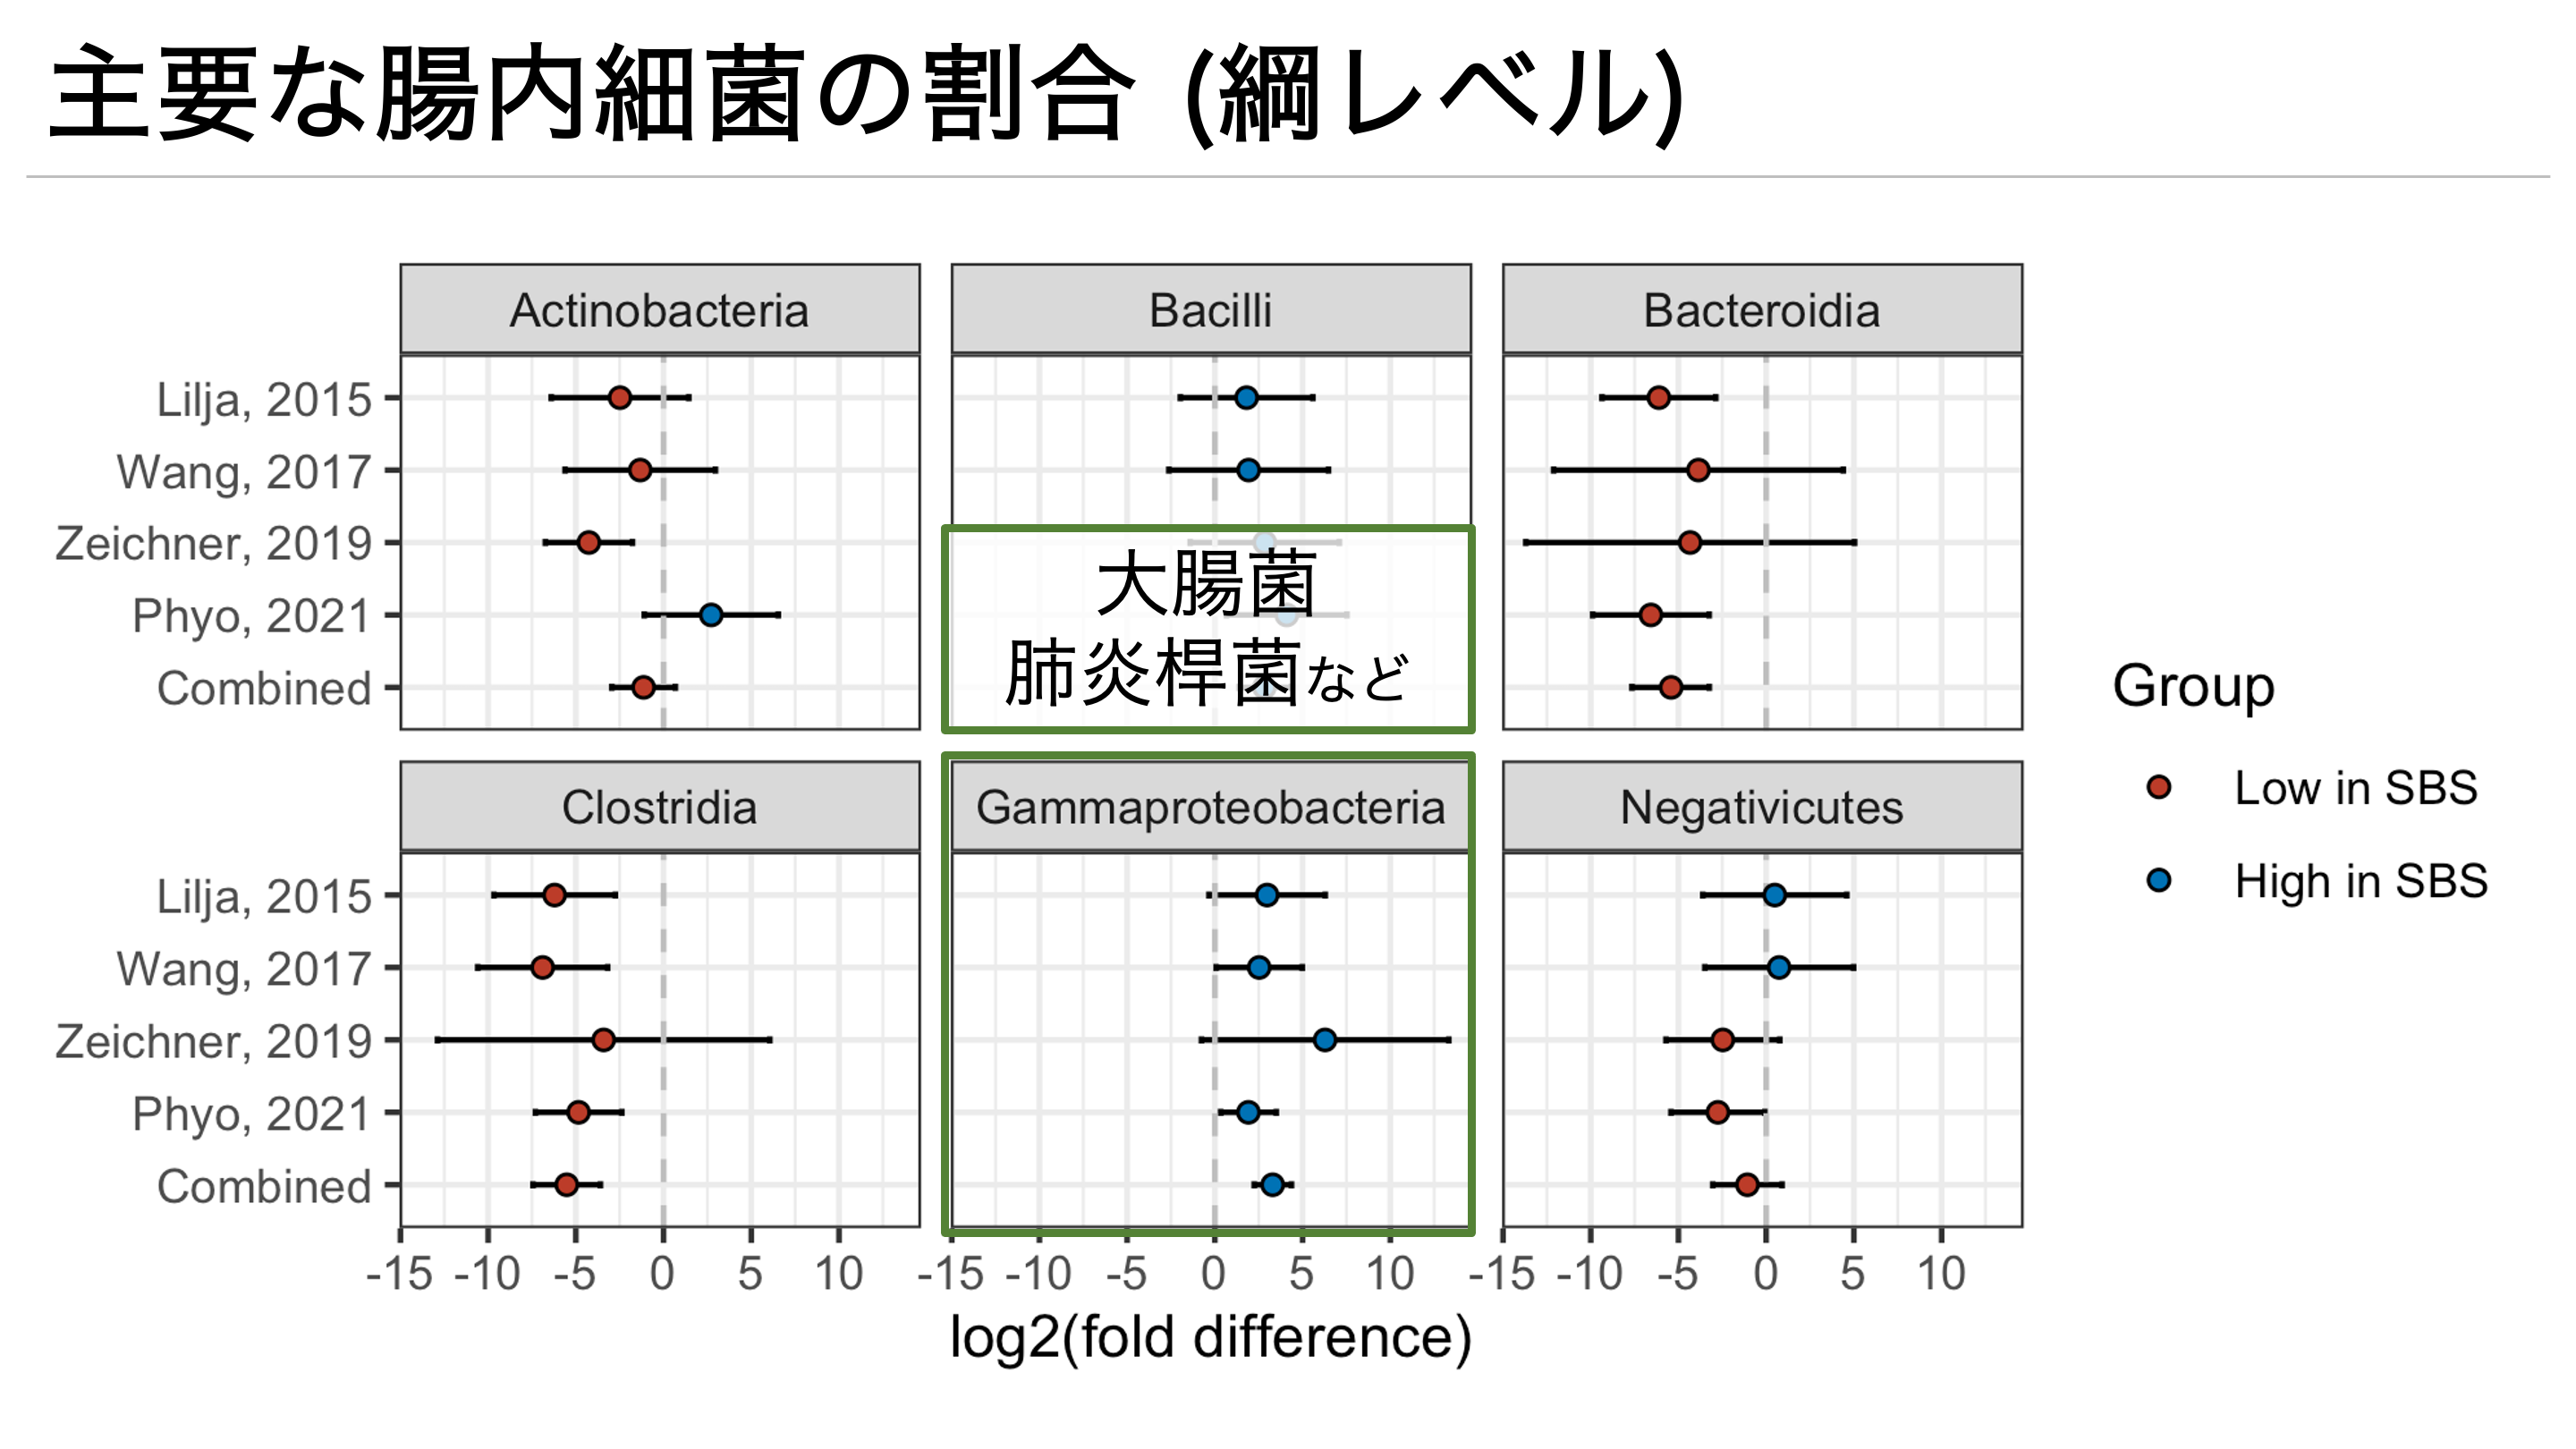 主要な腸内細菌の割合 (綱レベル)
Actinobacteria
Bacilli
Bacteroidia
Lilja, 2015
Wang, 2017
Zeichner, 2019
Phyo, 2021
Combined
大腸菌
肺炎桿菌など
Clostridia
Gammaproteobacteria
Negativicutes
Lilja, 2015
Wang, 2017
Zeichner, 2019
Phyo, 2021
Combined
-15 -10 -5 0 5 10
-15 -10 -5 0 5 10
-15 -10 -5 0 5 10
log2(fold difference)
Group
Low in SBS
High in SBS